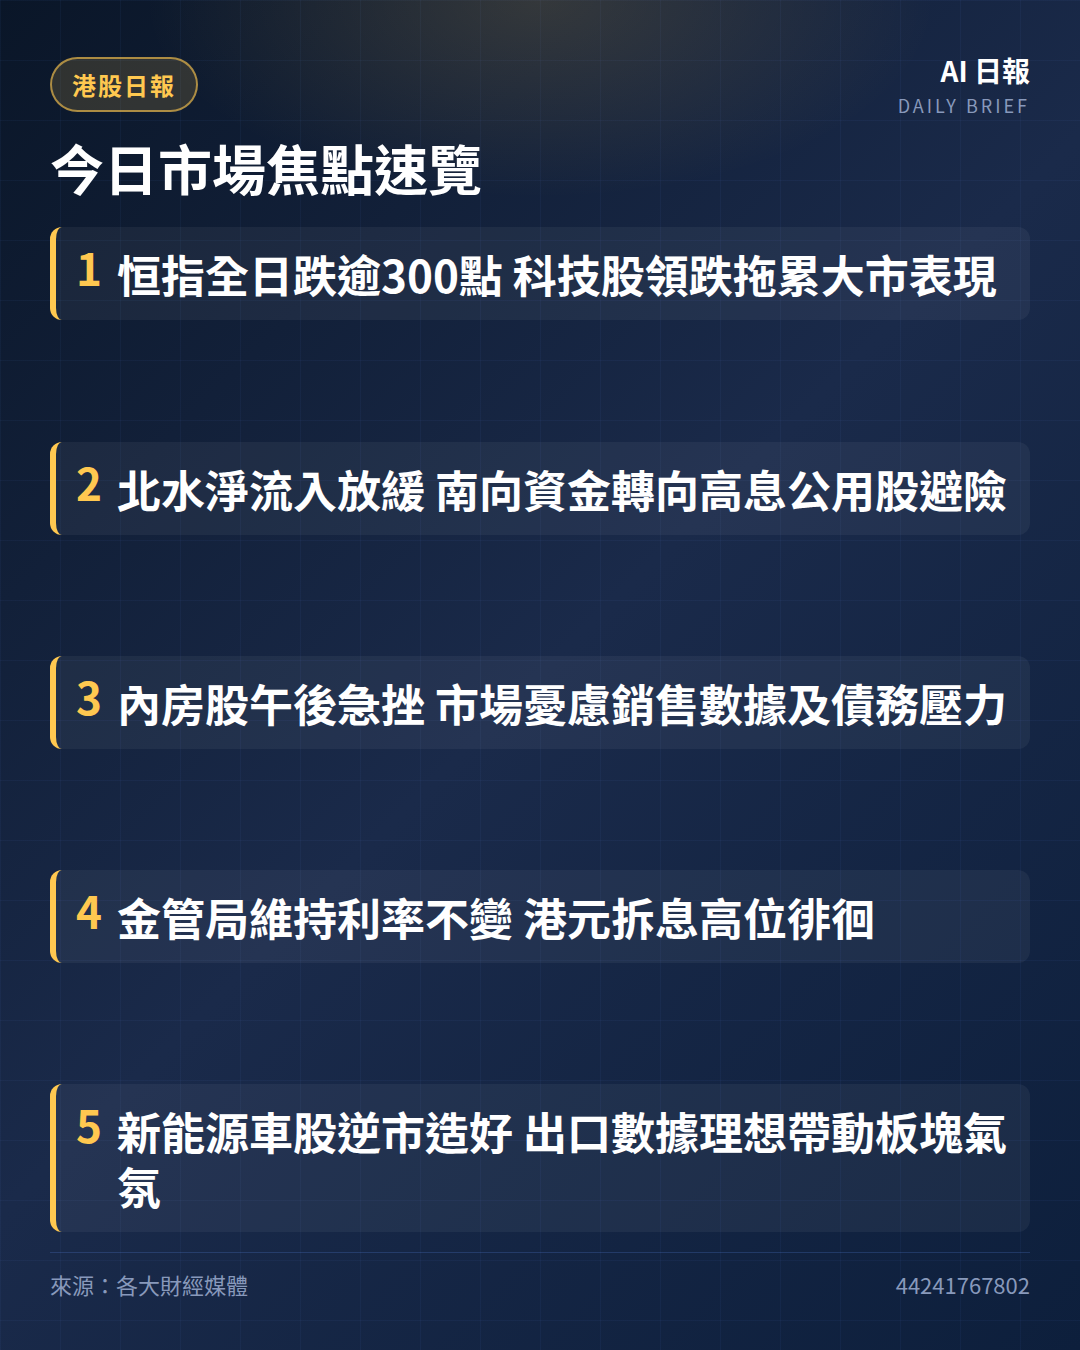 港股日報
AI 日報
DAILY BRIEF
今日市場焦點速覽
1 恒指全日跌逾300點 科技股領跌拖累大市表現
2 北水淨流入放緩 南向資金轉向高息公用股避險
3 內房股午後急挫 市場憂慮銷售數據及債務壓力
4 金管局維持利率不變 港元折息高位徘徊
5 新能源車股逆市造好 出口數據理想帶動板塊氣
氛
來源：各大財經媒體
44241767802